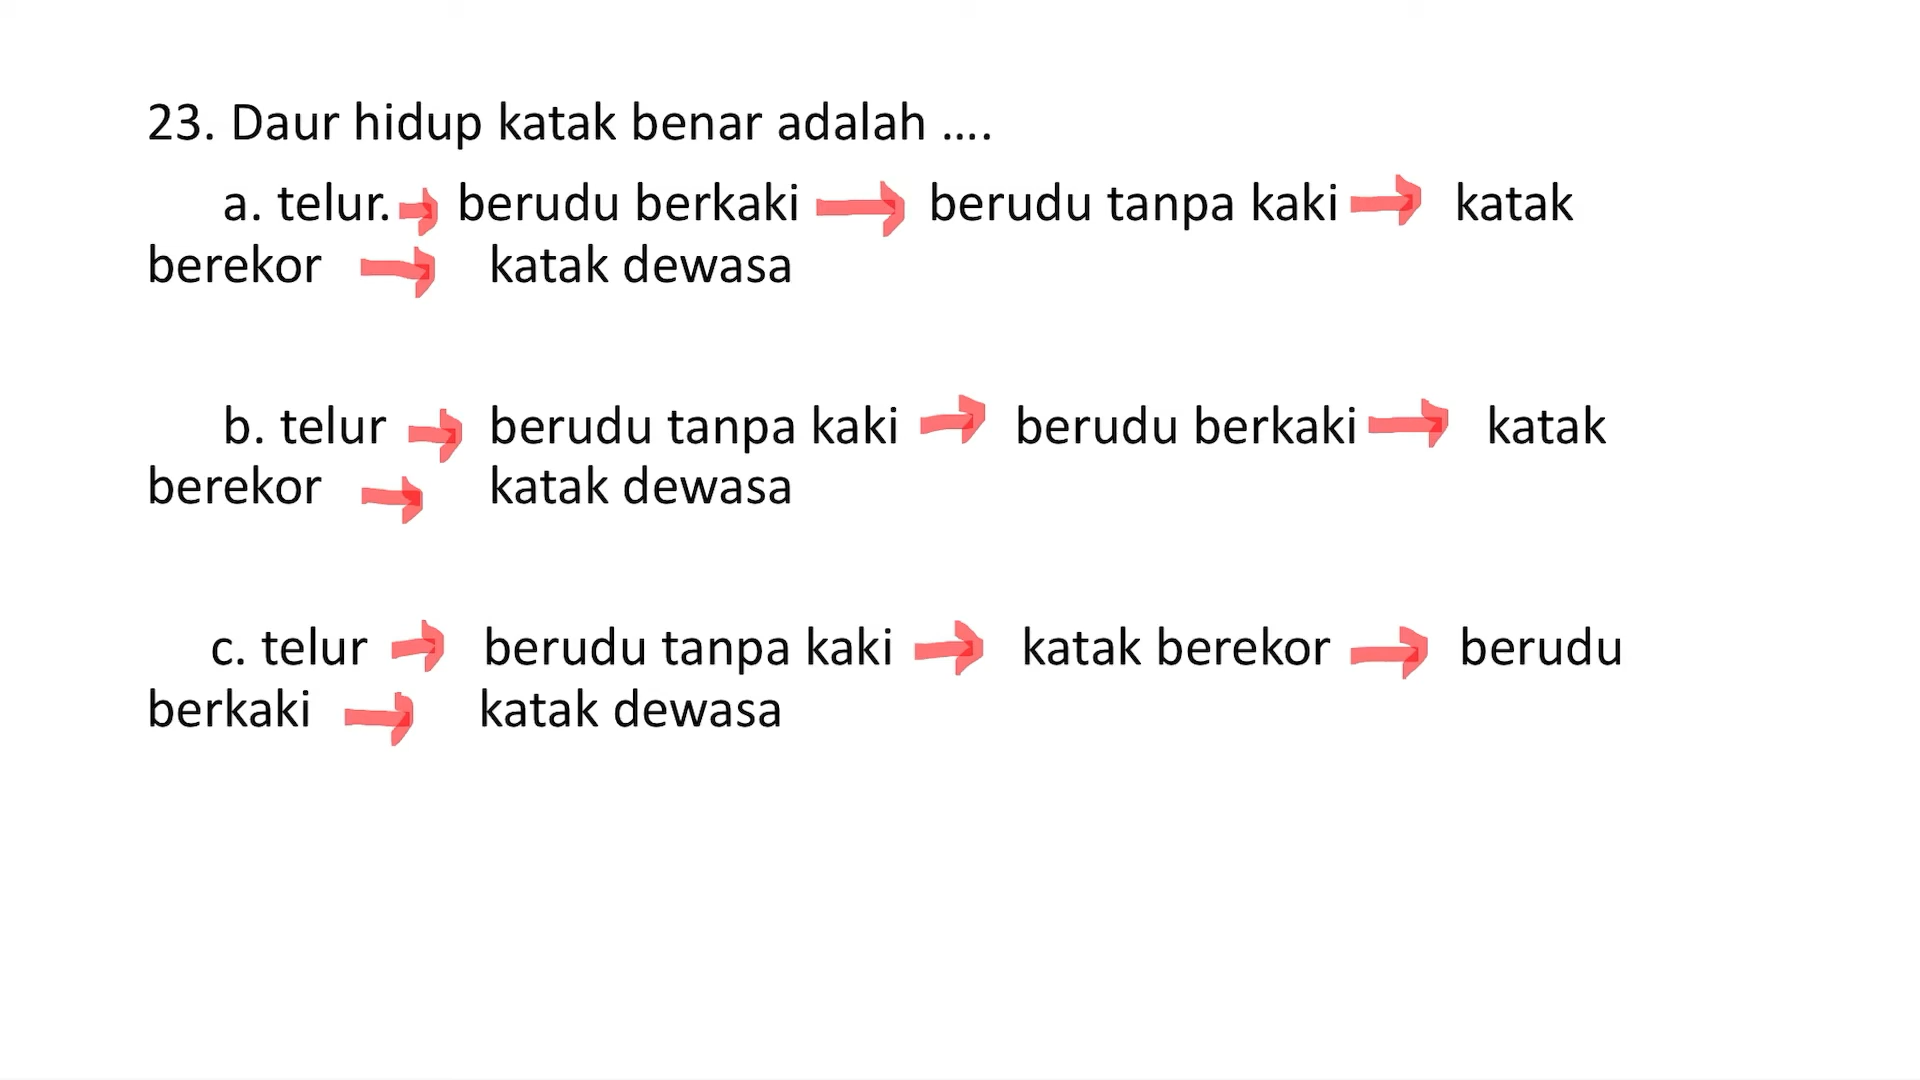 23. Daur hidup katak benar adalah ....
a. telur. → berudu berkaki → berudu tanpa kaki → katak
berekor → katak dewasa
b. telur → berudu tanpa kaki → berudu berkaki → katak
berekor → katak dewasa
c. telur → berudu tanpa kaki → katak berekor → berudu
berkaki → katak dewasa